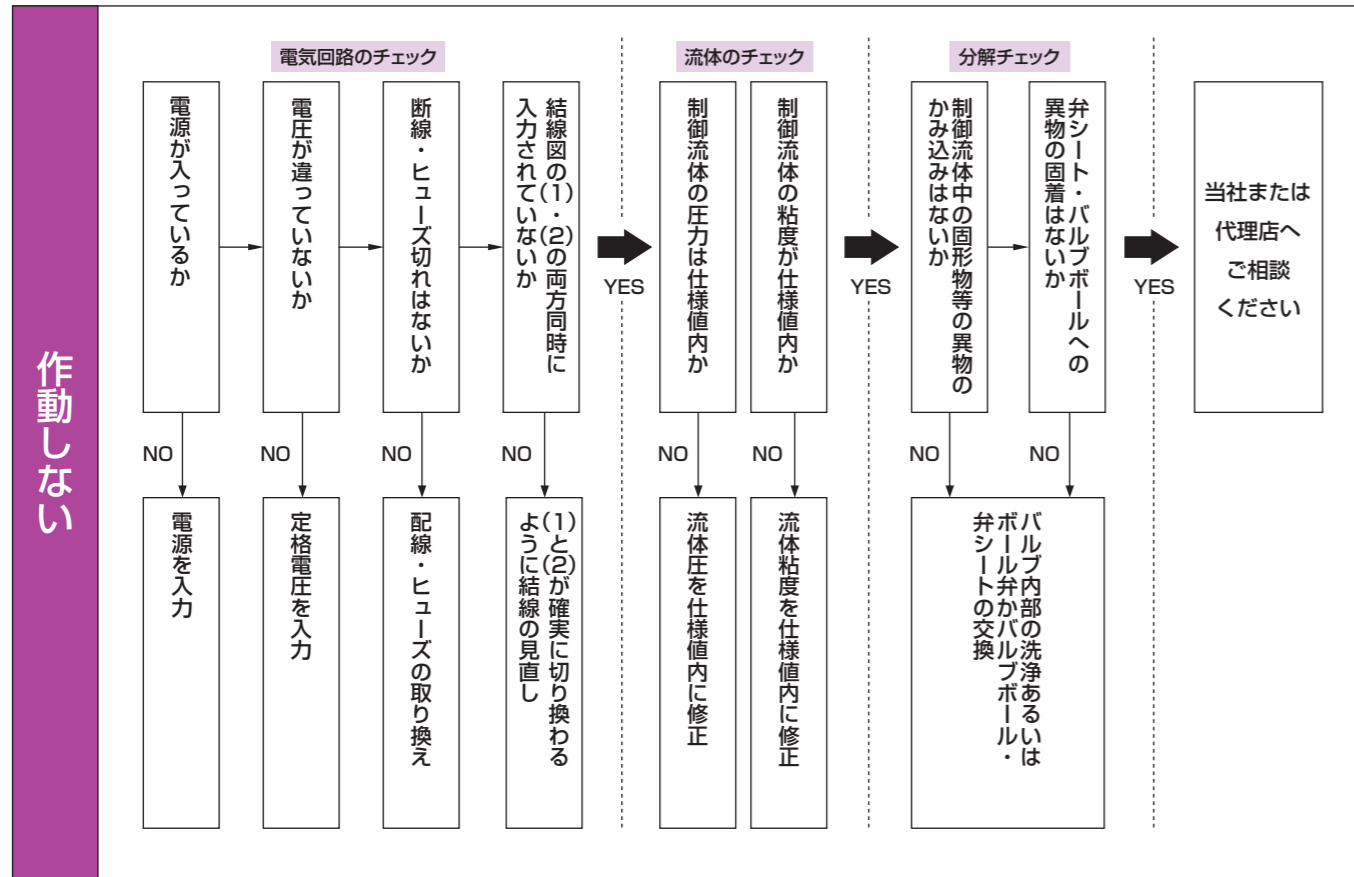 作動しない
電気回路のチェック
電源が入っているか
電圧が違っていないか
断線・ヒューズ切れはないか
結線図の(1)・(2)の両方同時に
入力されていないか
NO
NO
NO
NO
電源を入力
定格電圧を入力
配線・ヒューズの取り換え
(1)と(2)が確実に切り換わる
ように結線の見直し
YES
流体のチェック
制御流体の圧力は仕様値内か
制御流体の粘度が仕様値内か
NO
NO
流体圧を仕様値内に修正
流体粘度を仕様値内に修正
YES
分解チェック
制御流体中の固形物等の異物の
かみ込みはないか
弁シート・バルブボールへの
異物の固着はないか
NO
NO
バルブ内部の洗浄あるいは
ボール弁かバルブボール・
弁シートの交換
YES
当社または
代理店へ
ご相談
ください